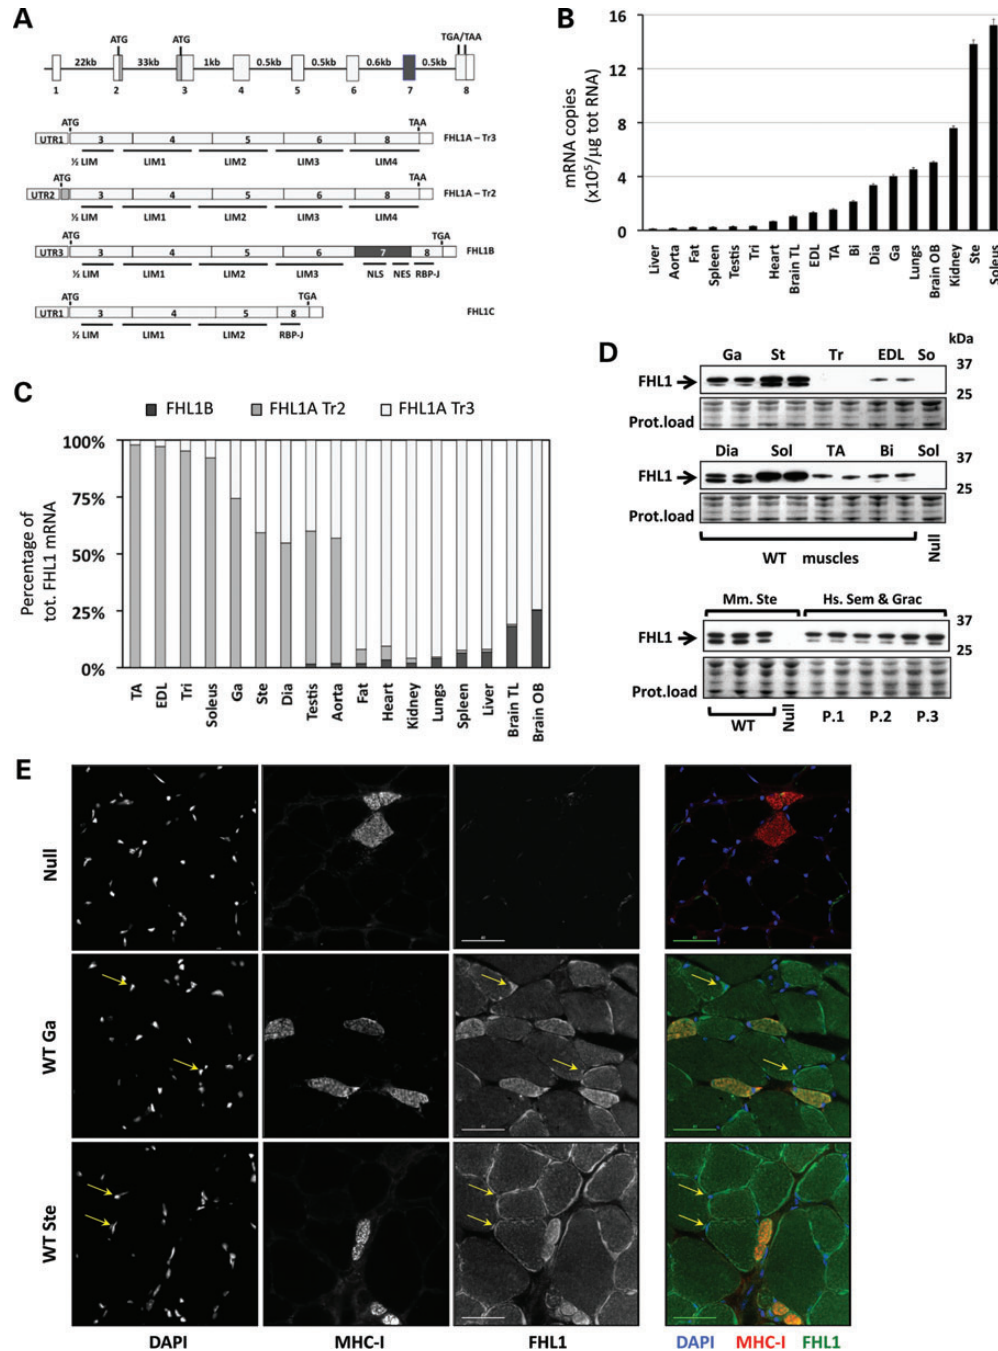 A
ATG ATG TGA/TAA
22kb 33kb 1kb 0.5kb 0.5kb 0.6kb 0.5kb
1 2 3 4 5 6 7 8
ATG TAA
UTR1 3 4 5 6 8 FHL1A – Tr3
½ LIM LIM1 LIM2 LIM3 LIM4
ATG TAA
UTR2 3 4 5 6 8 FHL1A – Tr2
½ LIM LIM1 LIM2 LIM3 LIM4
ATG TGA
UTR3 3 4 5 6 7 8 FHL1B
½ LIM LIM1 LIM2 LIM3 NLS NES RBP-J
ATG TGA
UTR1 3 4 5 8 FHL1C
½ LIM LIM1 LIM2 RBP-J
B
mRNA copies
(x10⁵/µg tot RNA)
16
12
8
4
0
Liver Aorta Fat Spleen Testis Tri Heart Brain TL EDL TA Bi Dia Ga Lungs Brain OB Kidney Ste Soleus
C
FHL1B FHL1A Tr2 FHL1A Tr3
Percentage of
tot. FHL1 mRNA
100%
75%
50%
25%
0%
TA EDL Tri Soleus Ga Ste Dia Testis Aorta Fat Heart Kidney Lungs Spleen Liver Brain TL Brain OB
D
kDa
Ga St Tr EDL So
37
FHL1
25
Prot.load
Dia Sol TA Bi Sol
37
FHL1
25
Prot.load
WT muscles Null
Mm. Ste Hs. Sem & Grac
37
FHL1
25
Prot.load
WT Null P.1 P.2 P.3
E
Null
WT Ga
WT Ste
DAPI MHC-I FHL1 DAPI MHC-I FHL1